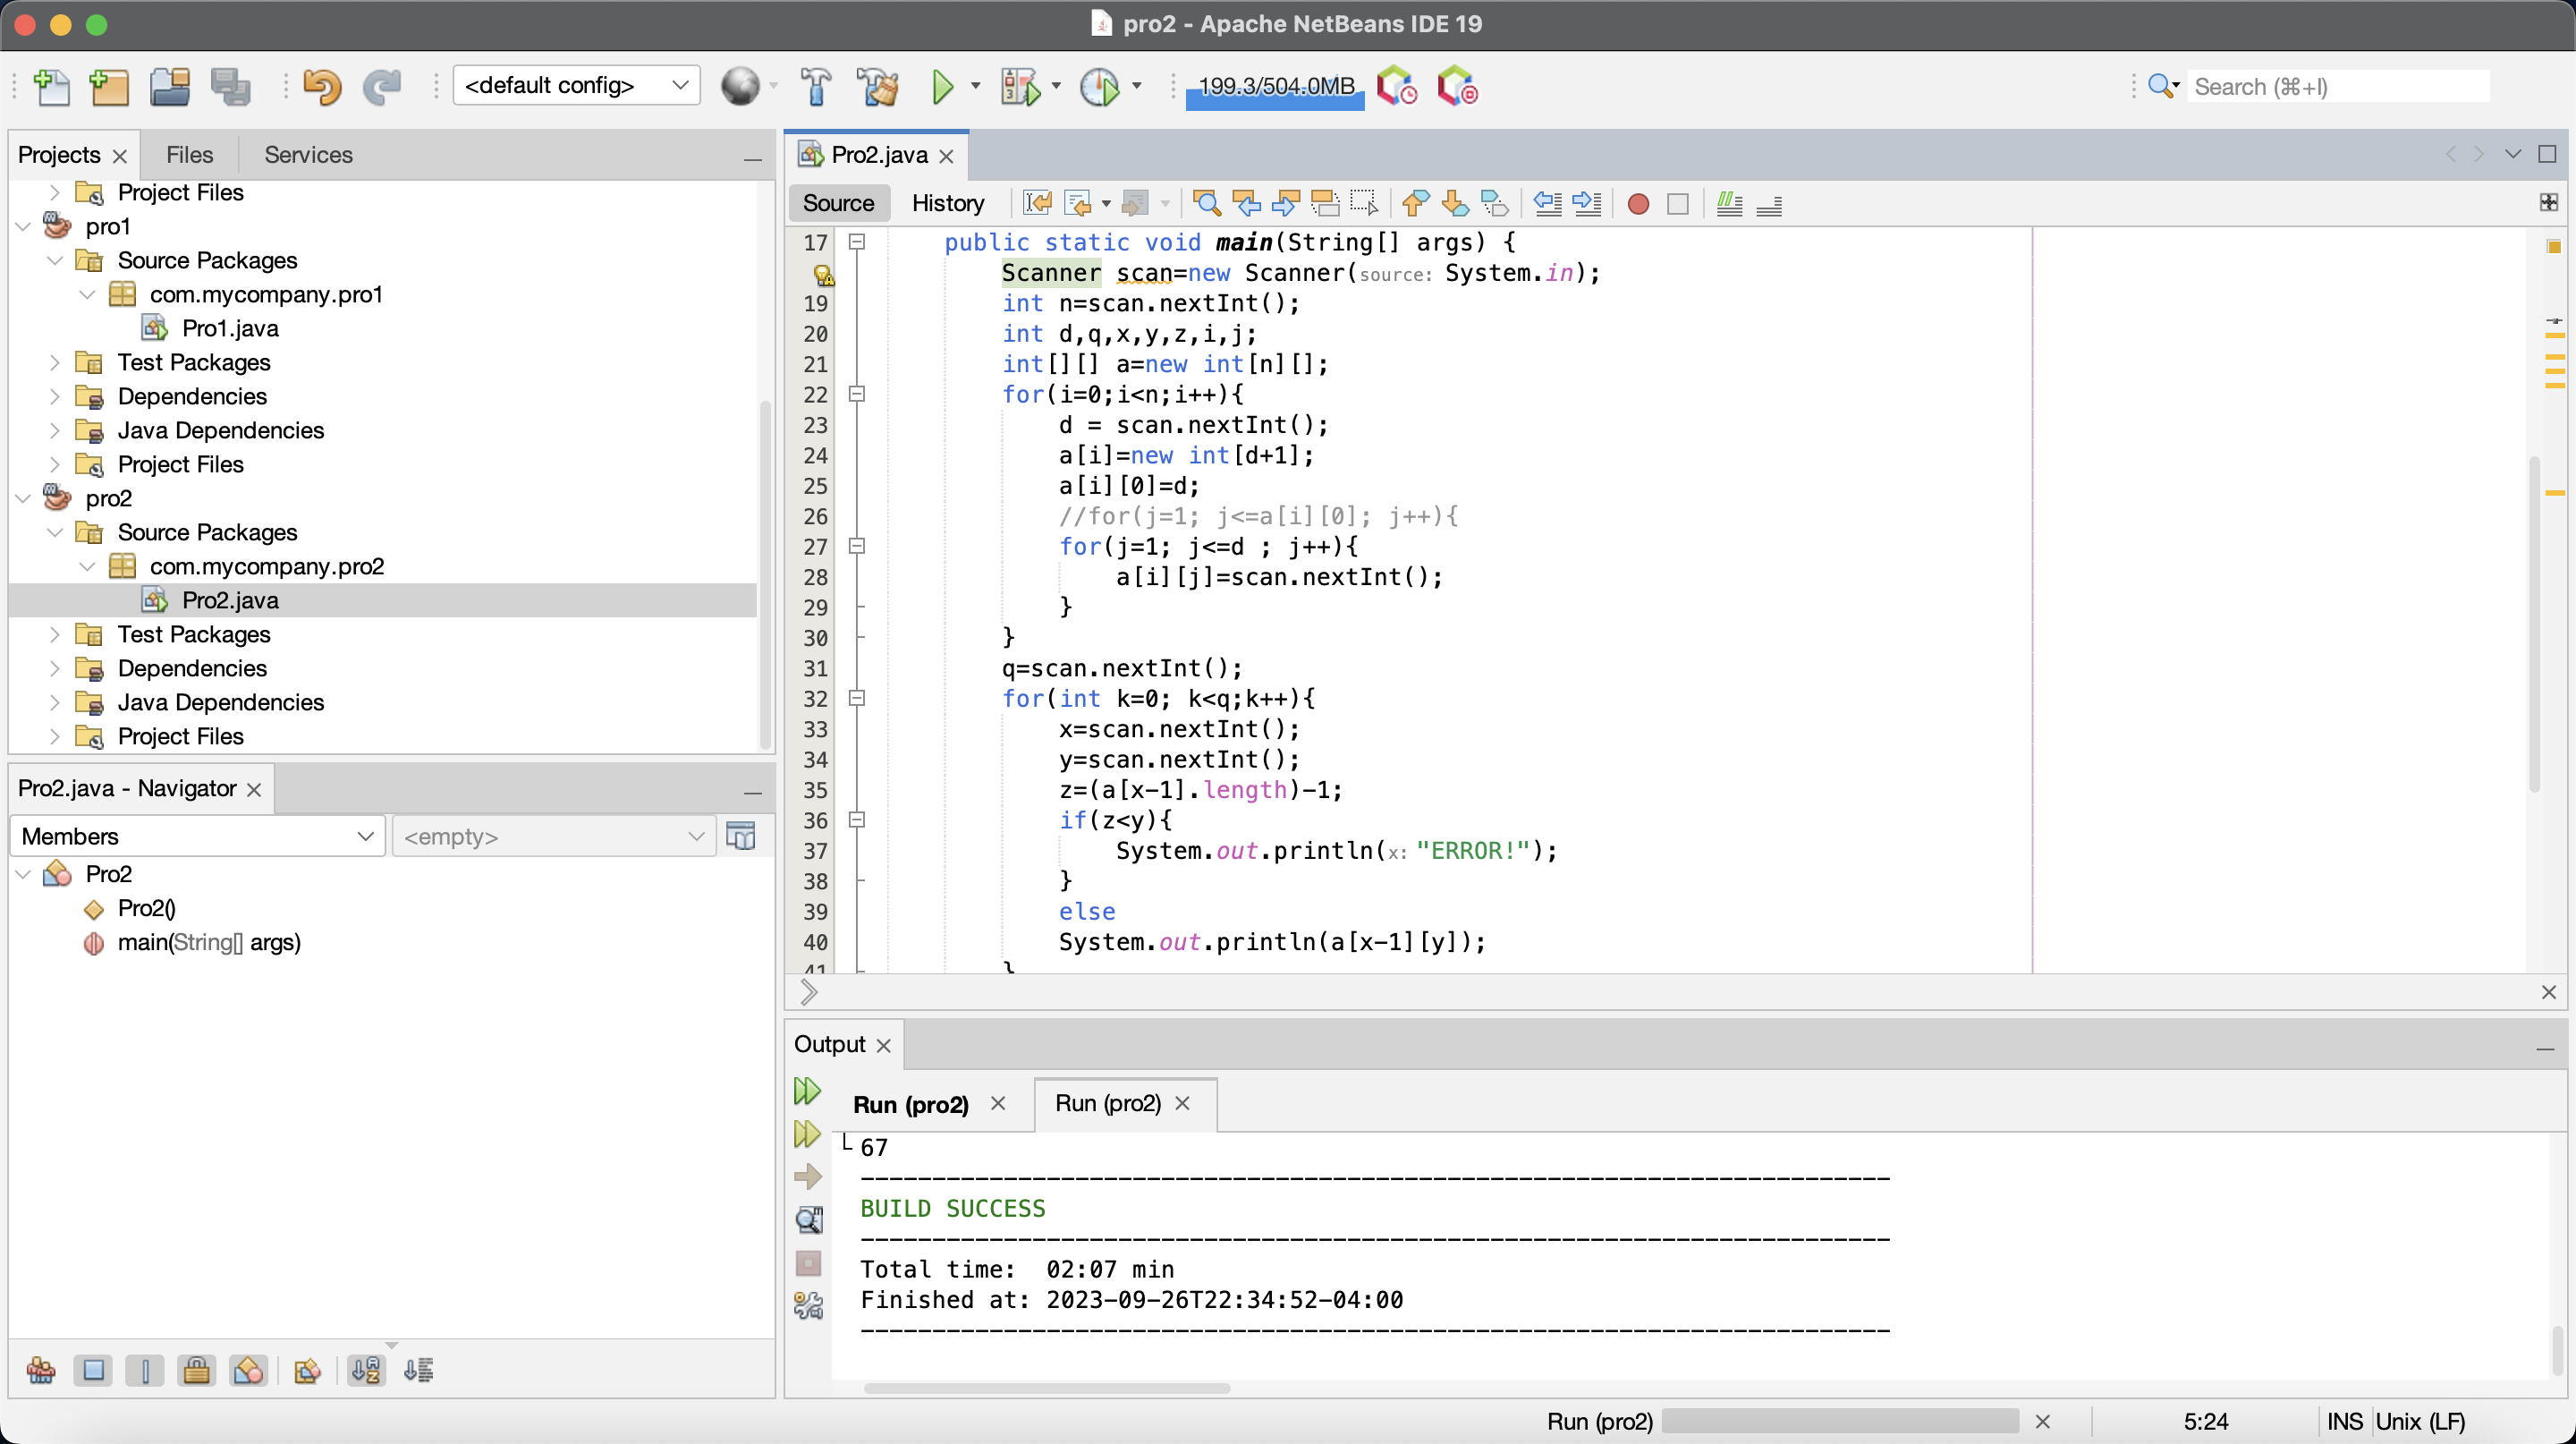 pro2 - Apache NetBeans IDE 19
<default config>
199.3/504.0MB
Search (⌘+I)
Projects
Files
Services
Project Files
pro1
Source Packages
com.mycompany.pro1
Pro1.java
Test Packages
Dependencies
Java Dependencies
Project Files
pro2
Source Packages
com.mycompany.pro2
Pro2.java
Test Packages
Dependencies
Java Dependencies
Project Files
Pro2.java - Navigator
Members
<empty>
Pro2
Pro2()
main(String[] args)
Pro2.java
Source
History
17 public static void main(String[] args) {
Scanner scan=new Scanner(source: System.in);
19 int n=scan.nextInt();
20 int d,q,x,y,z,i,j;
21 int[][] a=new int[n][];
22 for(i=0;i<n;i++){
23 d = scan.nextInt();
24 a[i]=new int[d+1];
25 a[i][0]=d;
26 //for(j=1; j<=a[i][0]; j++){
27 for(j=1; j<=d ; j++){
28 a[i][j]=scan.nextInt();
29 }
30 }
31 q=scan.nextInt();
32 for(int k=0; k<q;k++){
33 x=scan.nextInt();
34 y=scan.nextInt();
35 z=(a[x-1].length)-1;
36 if(z<y){
37 System.out.println(x: "ERROR!");
38 }
39 else
40 System.out.println(a[x-1][y]);
41 }
Output
Run (pro2)
Run (pro2)
67
------------------------------------------------------------------------
BUILD SUCCESS
------------------------------------------------------------------------
Total time:  02:07 min
Finished at: 2023-09-26T22:34:52-04:00
------------------------------------------------------------------------
Run (pro2)
5:24
INS
Unix (LF)